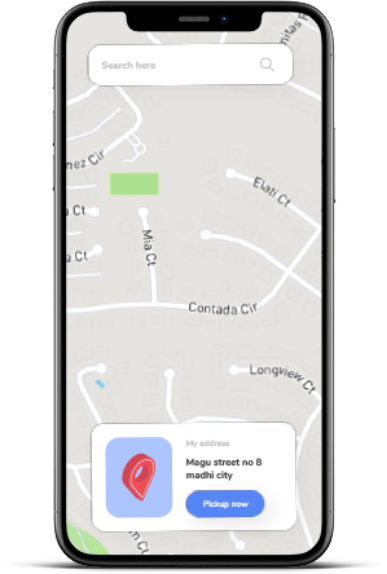 Search here
nez Cir
Elati Ct
Ct
Mia Ct
Ct
Contada Cir
Longview Ct
My address
Magu street no 8
madhi city
Pickup now
Ct